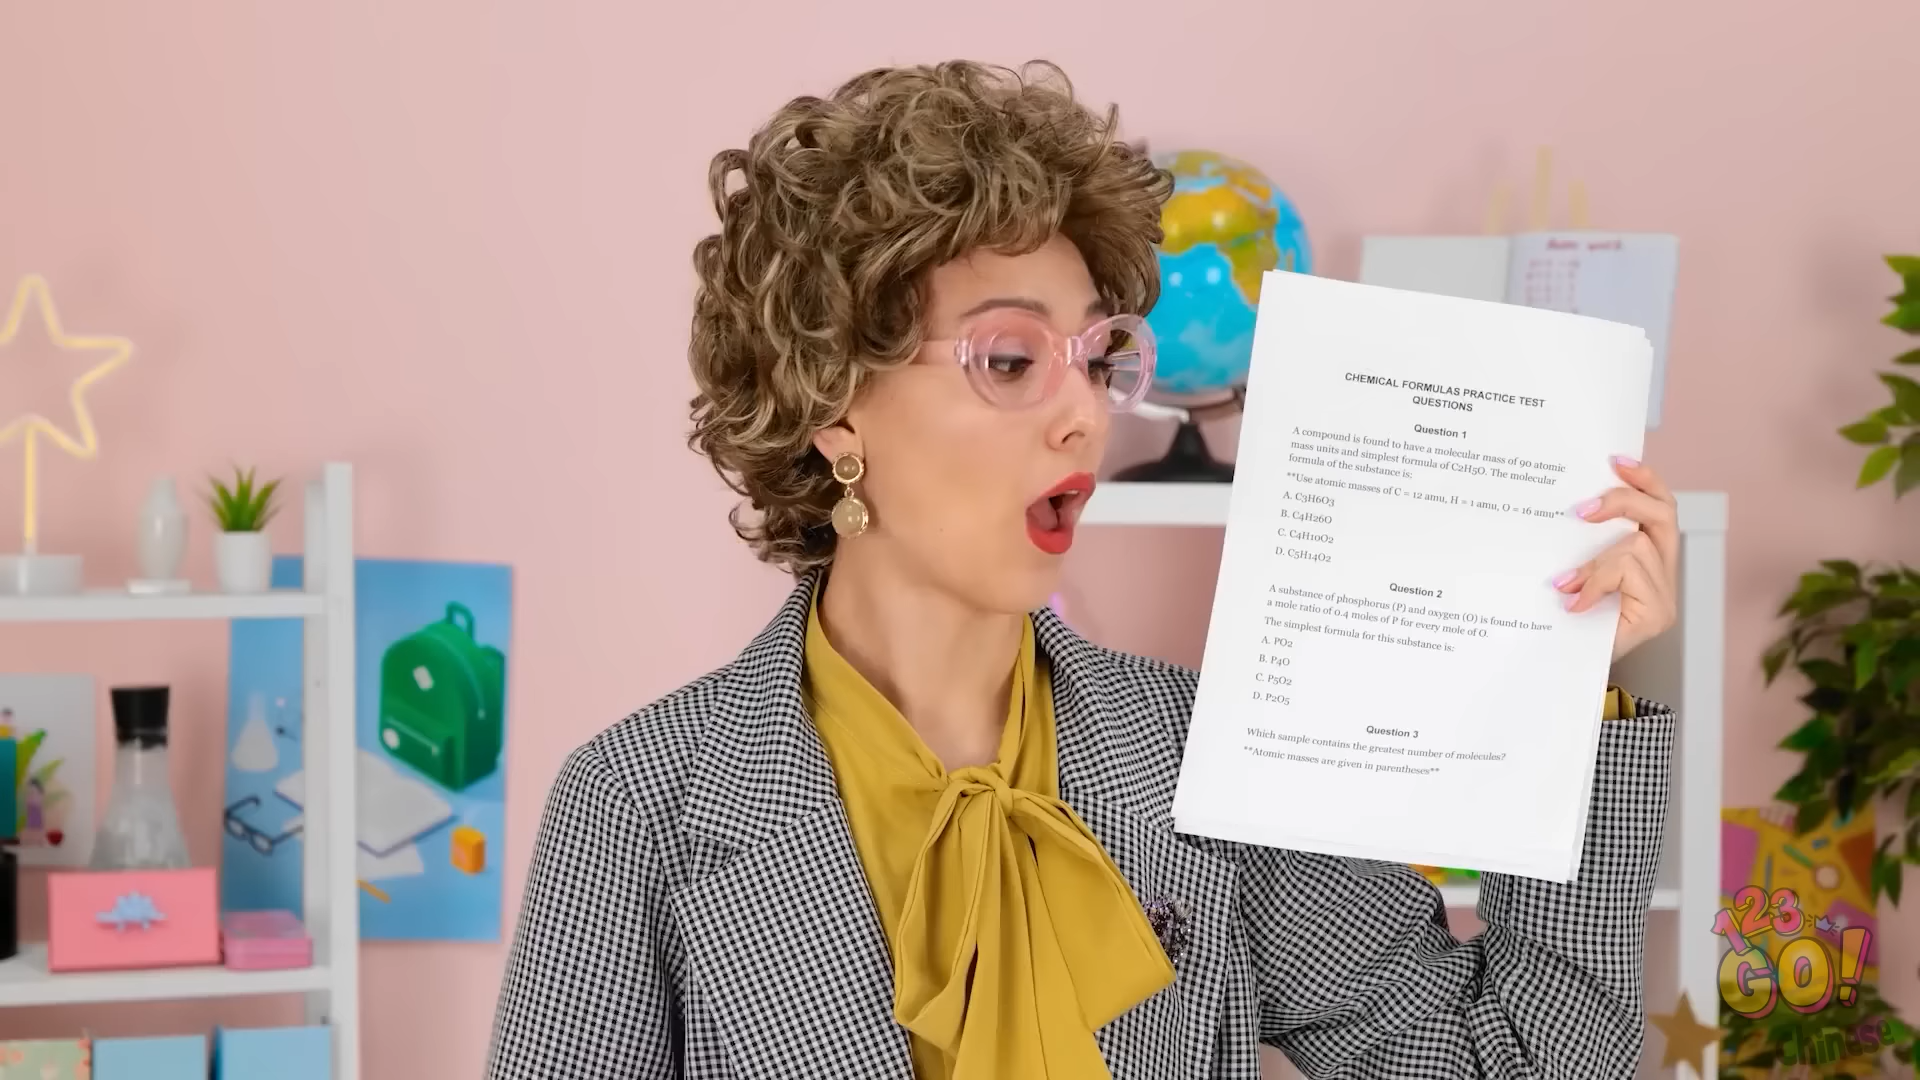 CHEMICAL FORMULAS PRACTICE TEST
QUESTIONS
Question 1
A compound is found to have a molecular mass of 90 atomic
mass units and simplest formula of C2H5O. The molecular
formula of the substance is:
**Use atomic masses of C = 12 amu, H = 1 amu, O = 16 amu**
A. C3H6O3
B. C4H26O
C. C4H10O2
D. C5H14O2
Question 2
A substance of phosphorus (P) and oxygen (O) is found to have
a mole ratio of 0.4 moles of P for every mole of O.
The simplest formula for this substance is:
A. PO2
B. P4O
C. P5O2
D. P2O5
Question 3
Which sample contains the greatest number of molecules?
**Atomic masses are given in parentheses**
123
GO!
Chinese